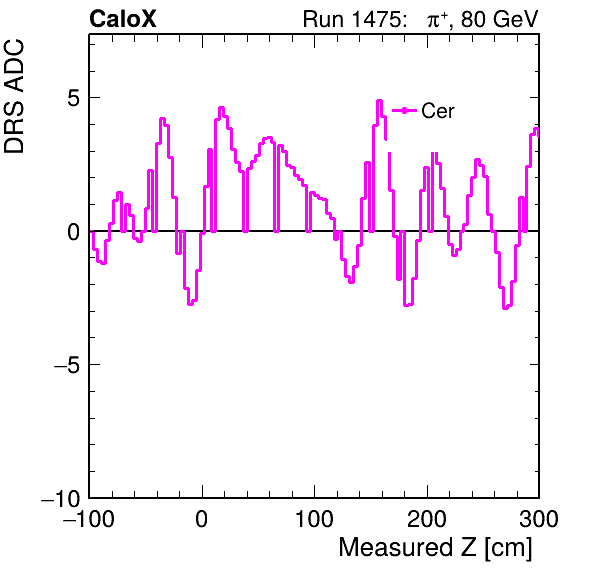 CaloX Run 1475: π⁺, 80 GeV
DRS ADC
Cer
5
0
−5
−10
−100 0 100 200 300
Measured Z [cm]